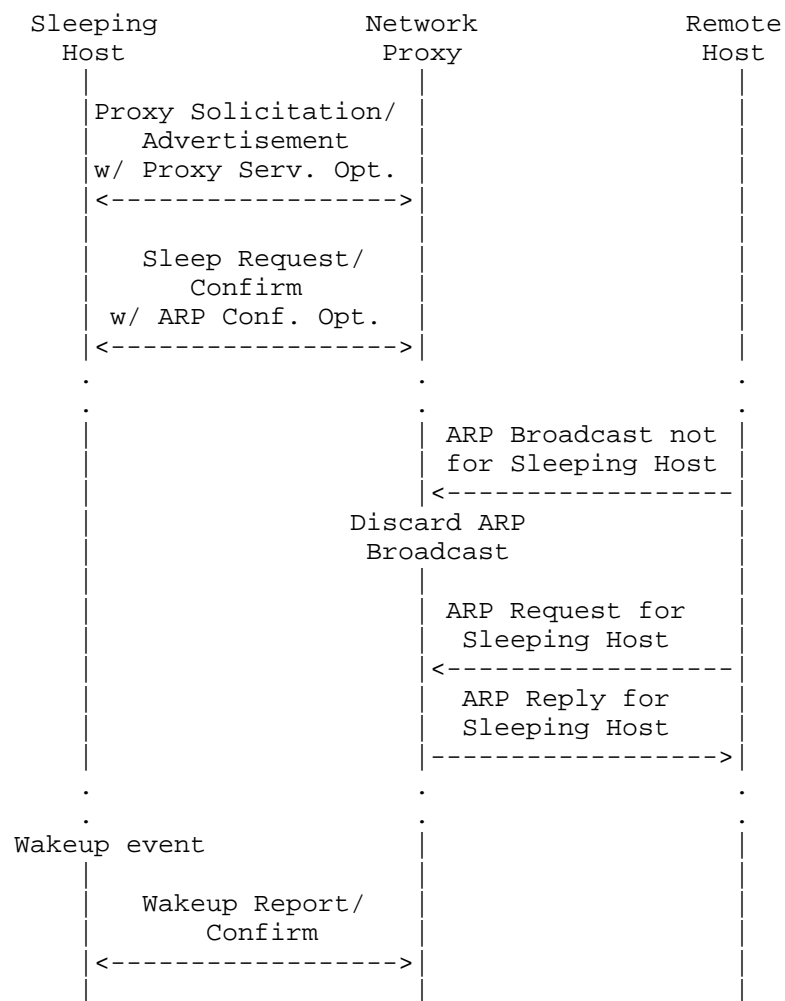 Sleeping Network Remote
Host Proxy Host
Proxy Solicitation/
Advertisement
w/ Proxy Serv. Opt.
Sleep Request/
Confirm
w/ ARP Conf. Opt.
ARP Broadcast not
for Sleeping Host
Discard ARP
Broadcast
ARP Request for
Sleeping Host
ARP Reply for
Sleeping Host
Wakeup event
Wakeup Report/
Confirm